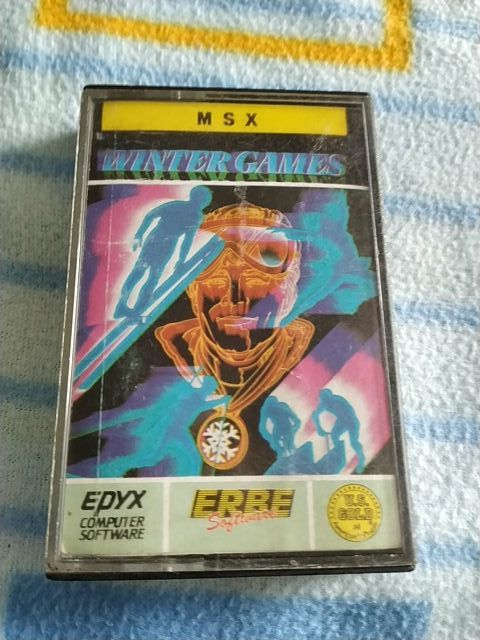 MSX
WINTER GAMES
EPYX
COMPUTER
SOFTWARE
ERBE
Software
U.S.
GOLD